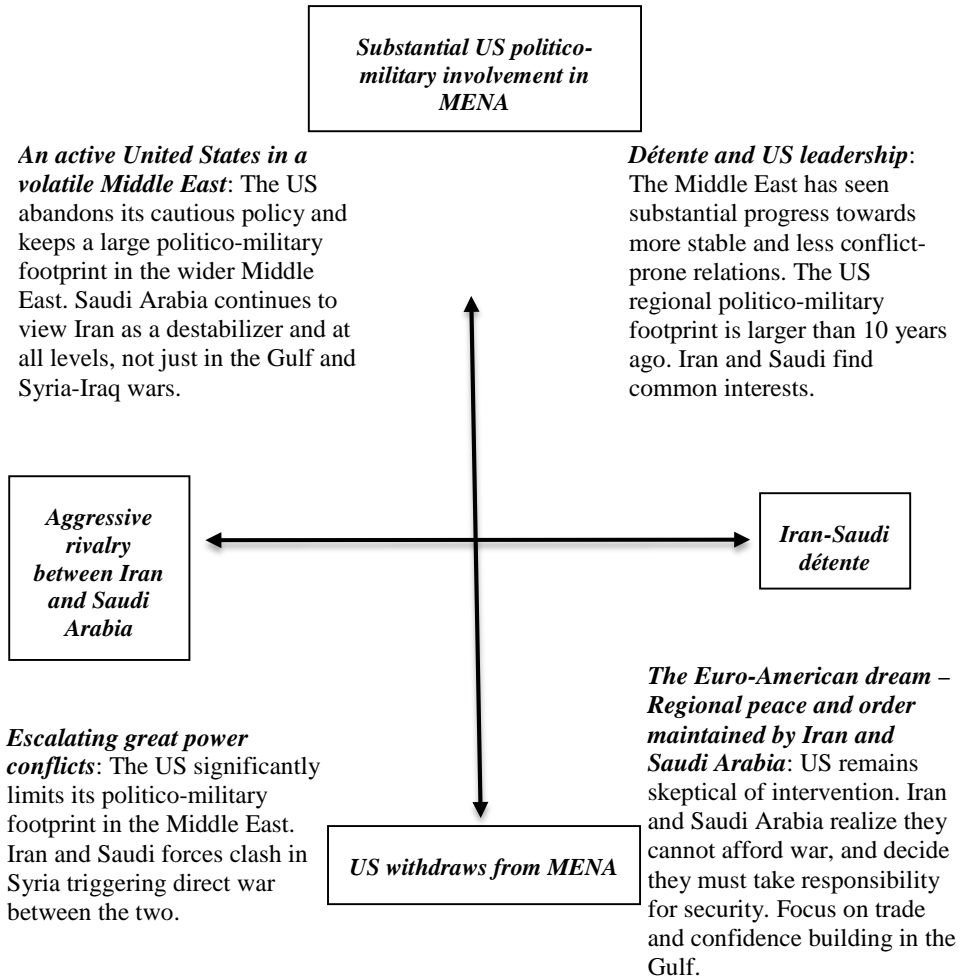 Substantial US politico-
military involvement in
MENA
An active United States in a
volatile Middle East: The US
abandons its cautious policy and
keeps a large politico-military
footprint in the wider Middle
East. Saudi Arabia continues to
view Iran as a destabilizer and at
all levels, not just in the Gulf and
Syria-Iraq wars.
Détente and US leadership:
The Middle East has seen
substantial progress towards
more stable and less conflict-
prone relations. The US
regional politico-military
footprint is larger than 10 years
ago. Iran and Saudi find
common interests.
Aggressive
rivalry
between Iran
and Saudi
Arabia
Iran-Saudi
détente
Escalating great power
conflicts: The US significantly
limits its politico-military
footprint in the Middle East.
Iran and Saudi forces clash in
Syria triggering direct war
between the two.
US withdraws from MENA
The Euro-American dream –
Regional peace and order
maintained by Iran and
Saudi Arabia: US remains
skeptical of intervention. Iran
and Saudi Arabia realize they
cannot afford war, and decide
they must take responsibility
for security. Focus on trade
and confidence building in the
Gulf.